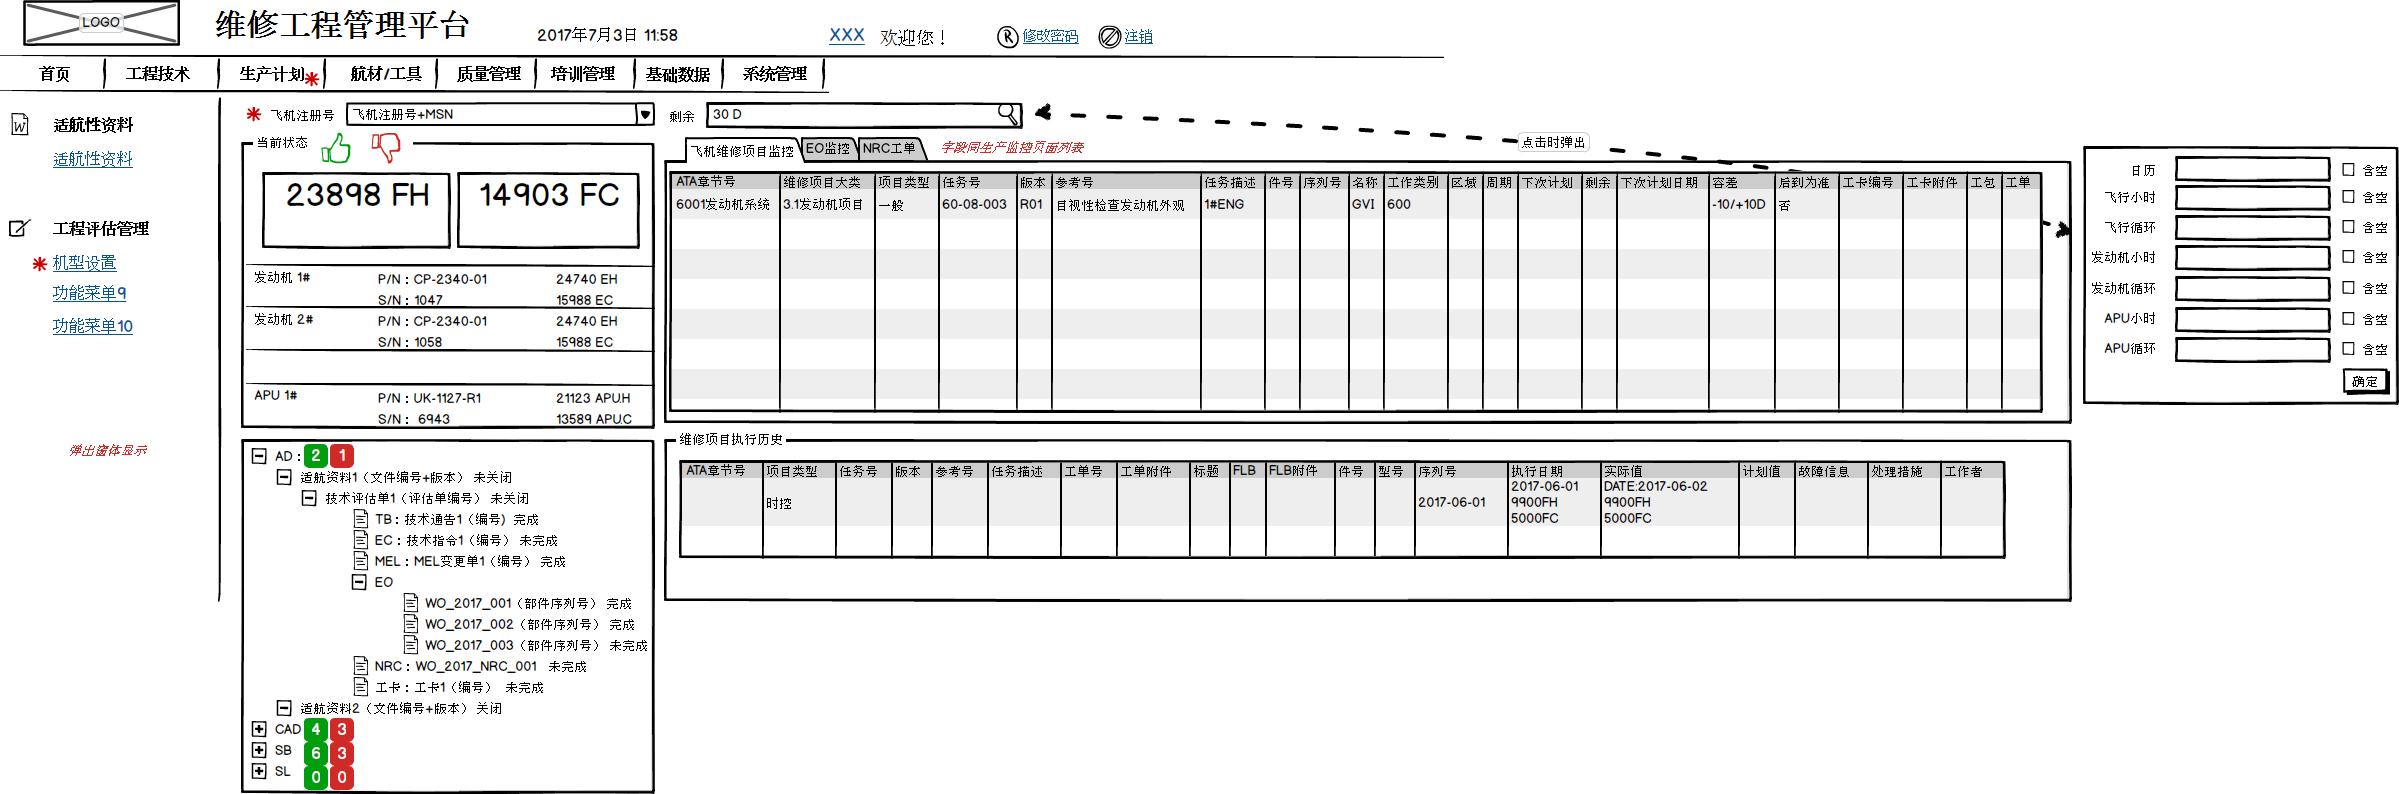 LOGO
维修工程管理平台
2017年7月3日 11:58
XXX 欢迎您！
修改密码
注销
首页 工程技术 生产计划 航材/工具 质量管理 培训管理 基础数据 系统管理
适航性资料
适航性资料
工程评估管理
机型设置
功能菜单9
功能菜单10
弹出窗体显示
飞机注册号 飞机注册号+MSN
剩余 30 D
点击时弹出
当前状态
23898 FH 14903 FC
发动机 1# P/N：CP-2340-01 24740 EH
S/N：1047 15988 EC
发动机 2# P/N：CP-2340-01 24740 EH
S/N：1058 15988 EC
APU 1# P/N：UK-1127-R1 21123 APU.H
S/N： 6943 13589 APU.C
飞机维修项目监控 EO监控 NRC工单 字段同生产监控页面列表
ATA章节号 维修项目大类 项目类型 任务号 版本 参考号 任务描述 件号 序列号 名称 工作类别 区域 周期 下次计划 剩余 下次计划日期 容差 后到为准 工卡编号 工卡附件 工包 工单
6001发动机系统 3.1发动机项目 一般 60-08-003 R01 目视性检查发动机外观 1#ENG GVI 600 -10/+10D 否
日历 含空
飞行小时 含空
飞行循环 含空
发动机小时 含空
发动机循环 含空
APU小时 含空
APU循环 含空
确定
AD：2 1
适航资料1（文件编号+版本） 未关闭
技术评估单1（评估单编号） 未关闭
TB：技术通告1（编号） 完成
EC：技术指令1（编号） 未完成
MEL：MEL变更单1（编号） 完成
EO
WO_2017_001（部件序列号） 完成
WO_2017_002（部件序列号） 完成
WO_2017_003（部件序列号） 未完成
NRC：WO_2017_NRC_001 未完成
工卡：工卡1（编号） 未完成
适航资料2（文件编号+版本） 关闭
CAD 4 3
SB 6 3
SL 0 0
维修项目执行历史
ATA章节号 项目类型 任务号 版本 参考号 任务描述 工单号 工单附件 标题 FLB FLB附件 件号 型号 序列号 执行日期 实际值 计划值 故障信息 处理措施 工作者
2017-06-01 DATE:2017-06-02
时控 2017-06-01 9900FH 9900FH
5000FC 5000FC